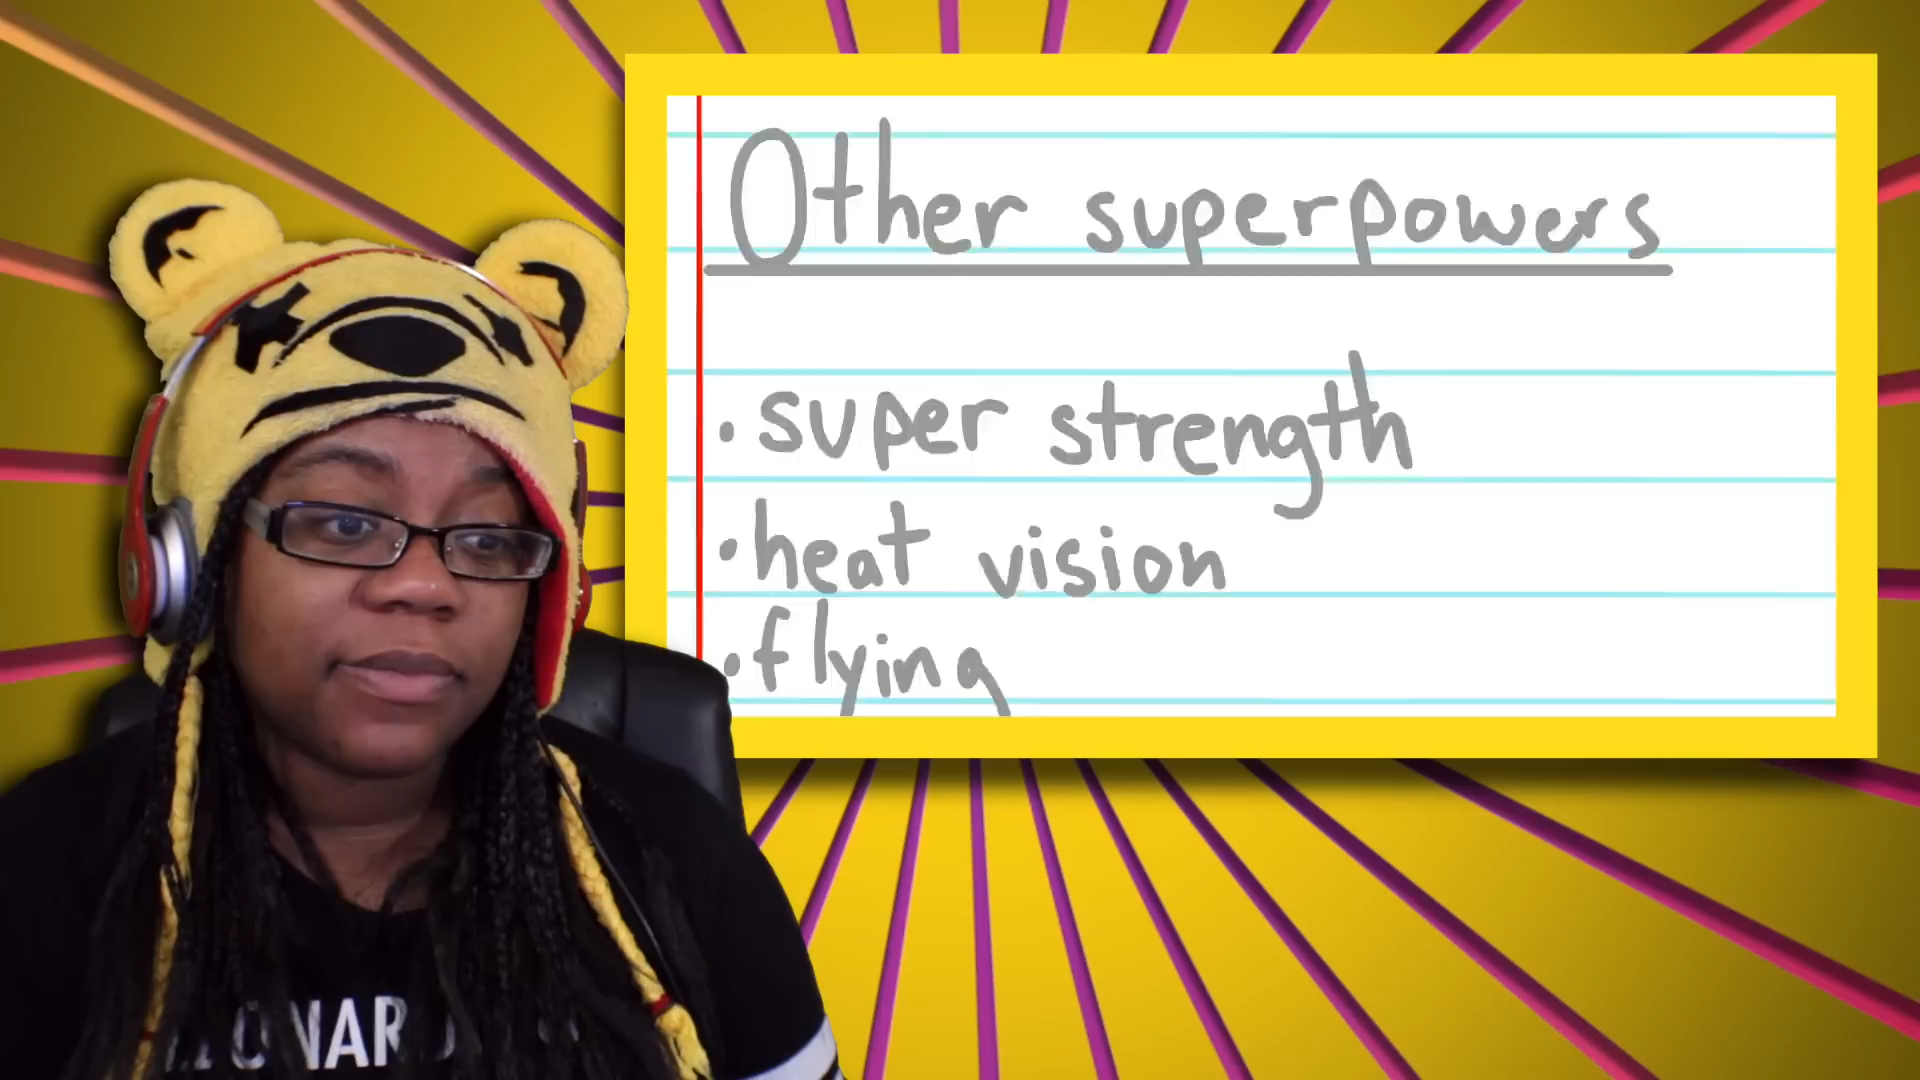 Other superpowers
• super strength
• heat vision
• flying